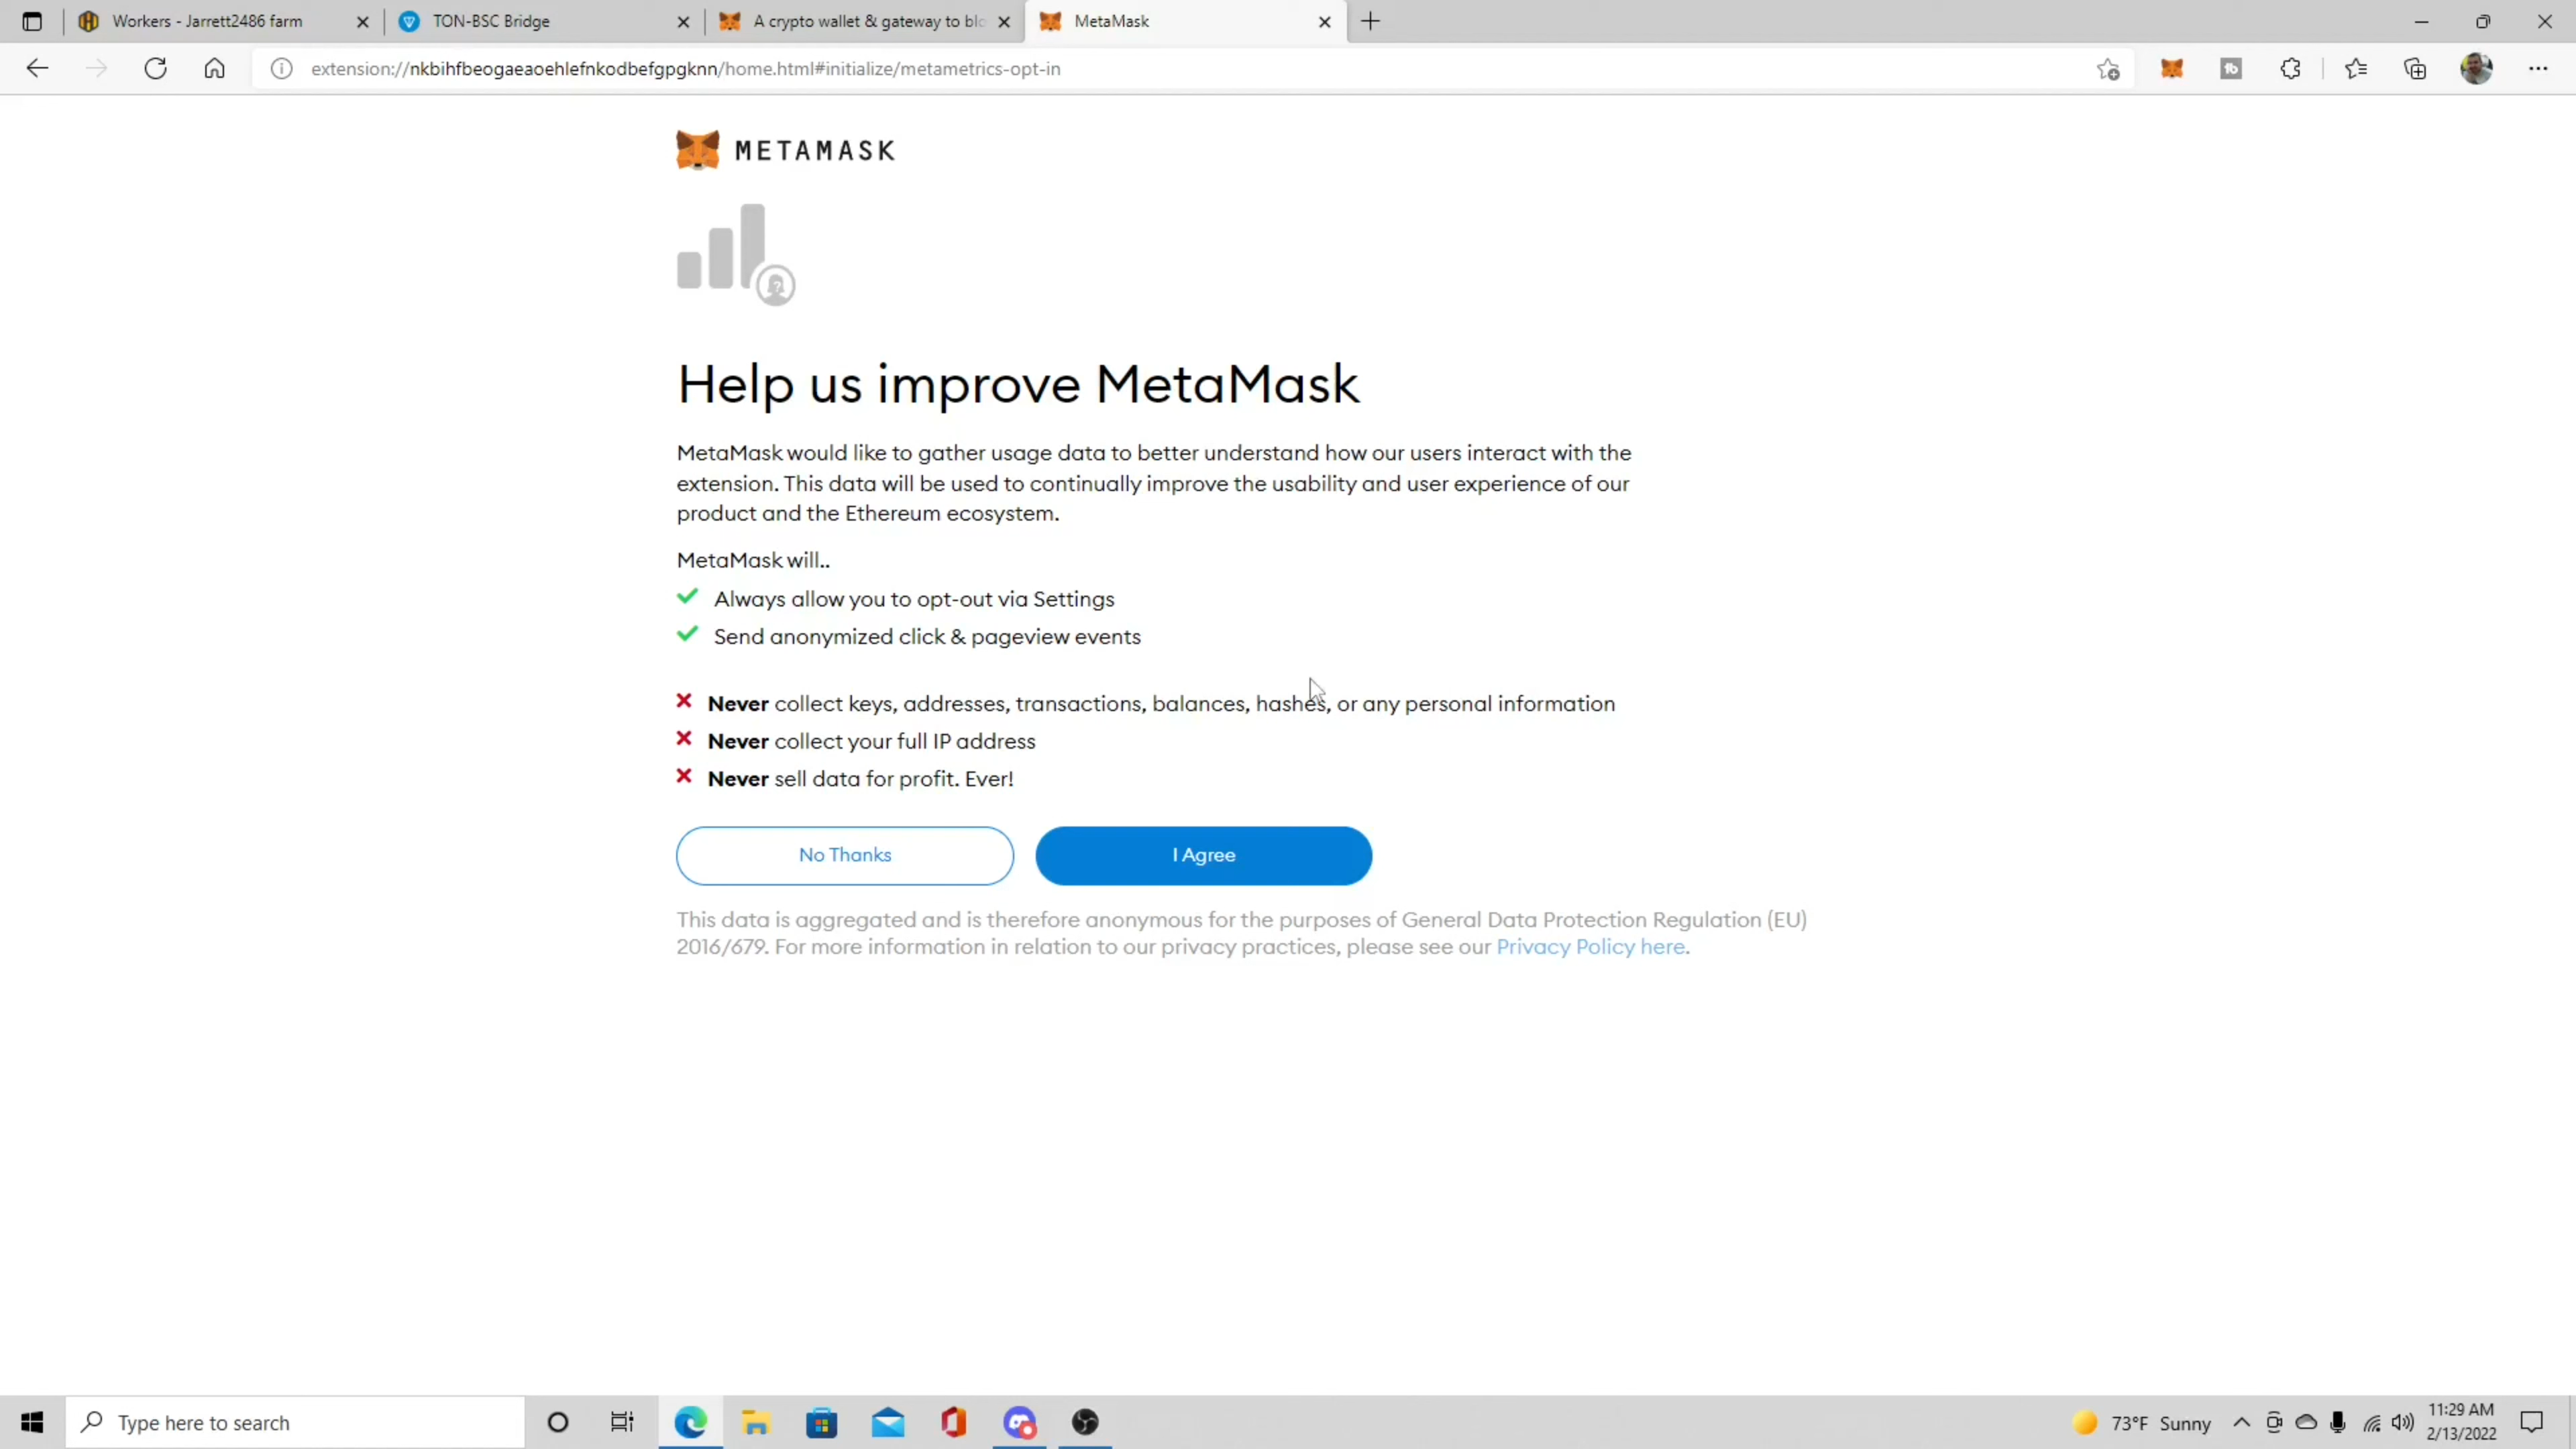 Workers - Jarrett2486 farm
TON-BSC Bridge
A crypto wallet & gateway to blo
MetaMask
extension://nkbihfbeogaeaoehlefnkodbefgpgknn/home.html#initialize/metametrics-opt-in
METAMASK
Help us improve MetaMask
MetaMask would like to gather usage data to better understand how our users interact with the
extension. This data will be used to continually improve the usability and user experience of our
product and the Ethereum ecosystem.
MetaMask will..
Always allow you to opt-out via Settings
Send anonymized click & pageview events
Never collect keys, addresses, transactions, balances, hashes, or any personal information
Never collect your full IP address
Never sell data for profit. Ever!
No Thanks
I Agree
This data is aggregated and is therefore anonymous for the purposes of General Data Protection Regulation (EU)
2016/679. For more information in relation to our privacy practices, please see our Privacy Policy here.
Type here to search
73°F Sunny
11:29 AM
2/13/2022